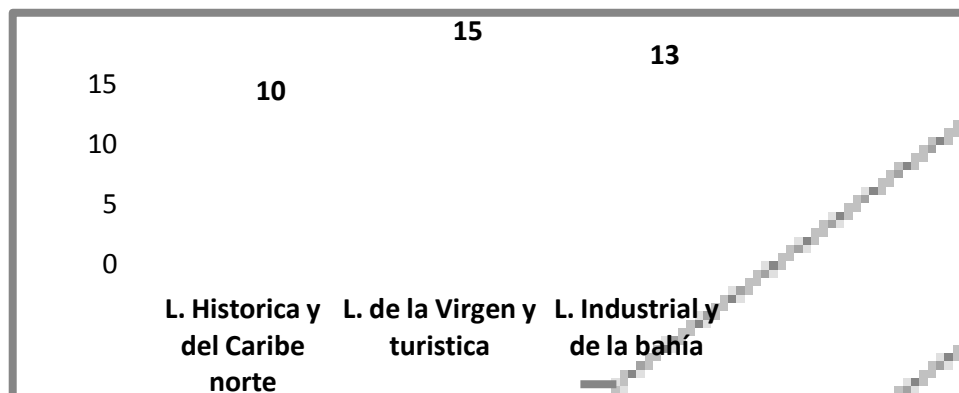 15
13
10
15
10
5
0
L. Historica y
del Caribe
norte
L. de la Virgen y
turistica
L. Industrial y
de la bahía